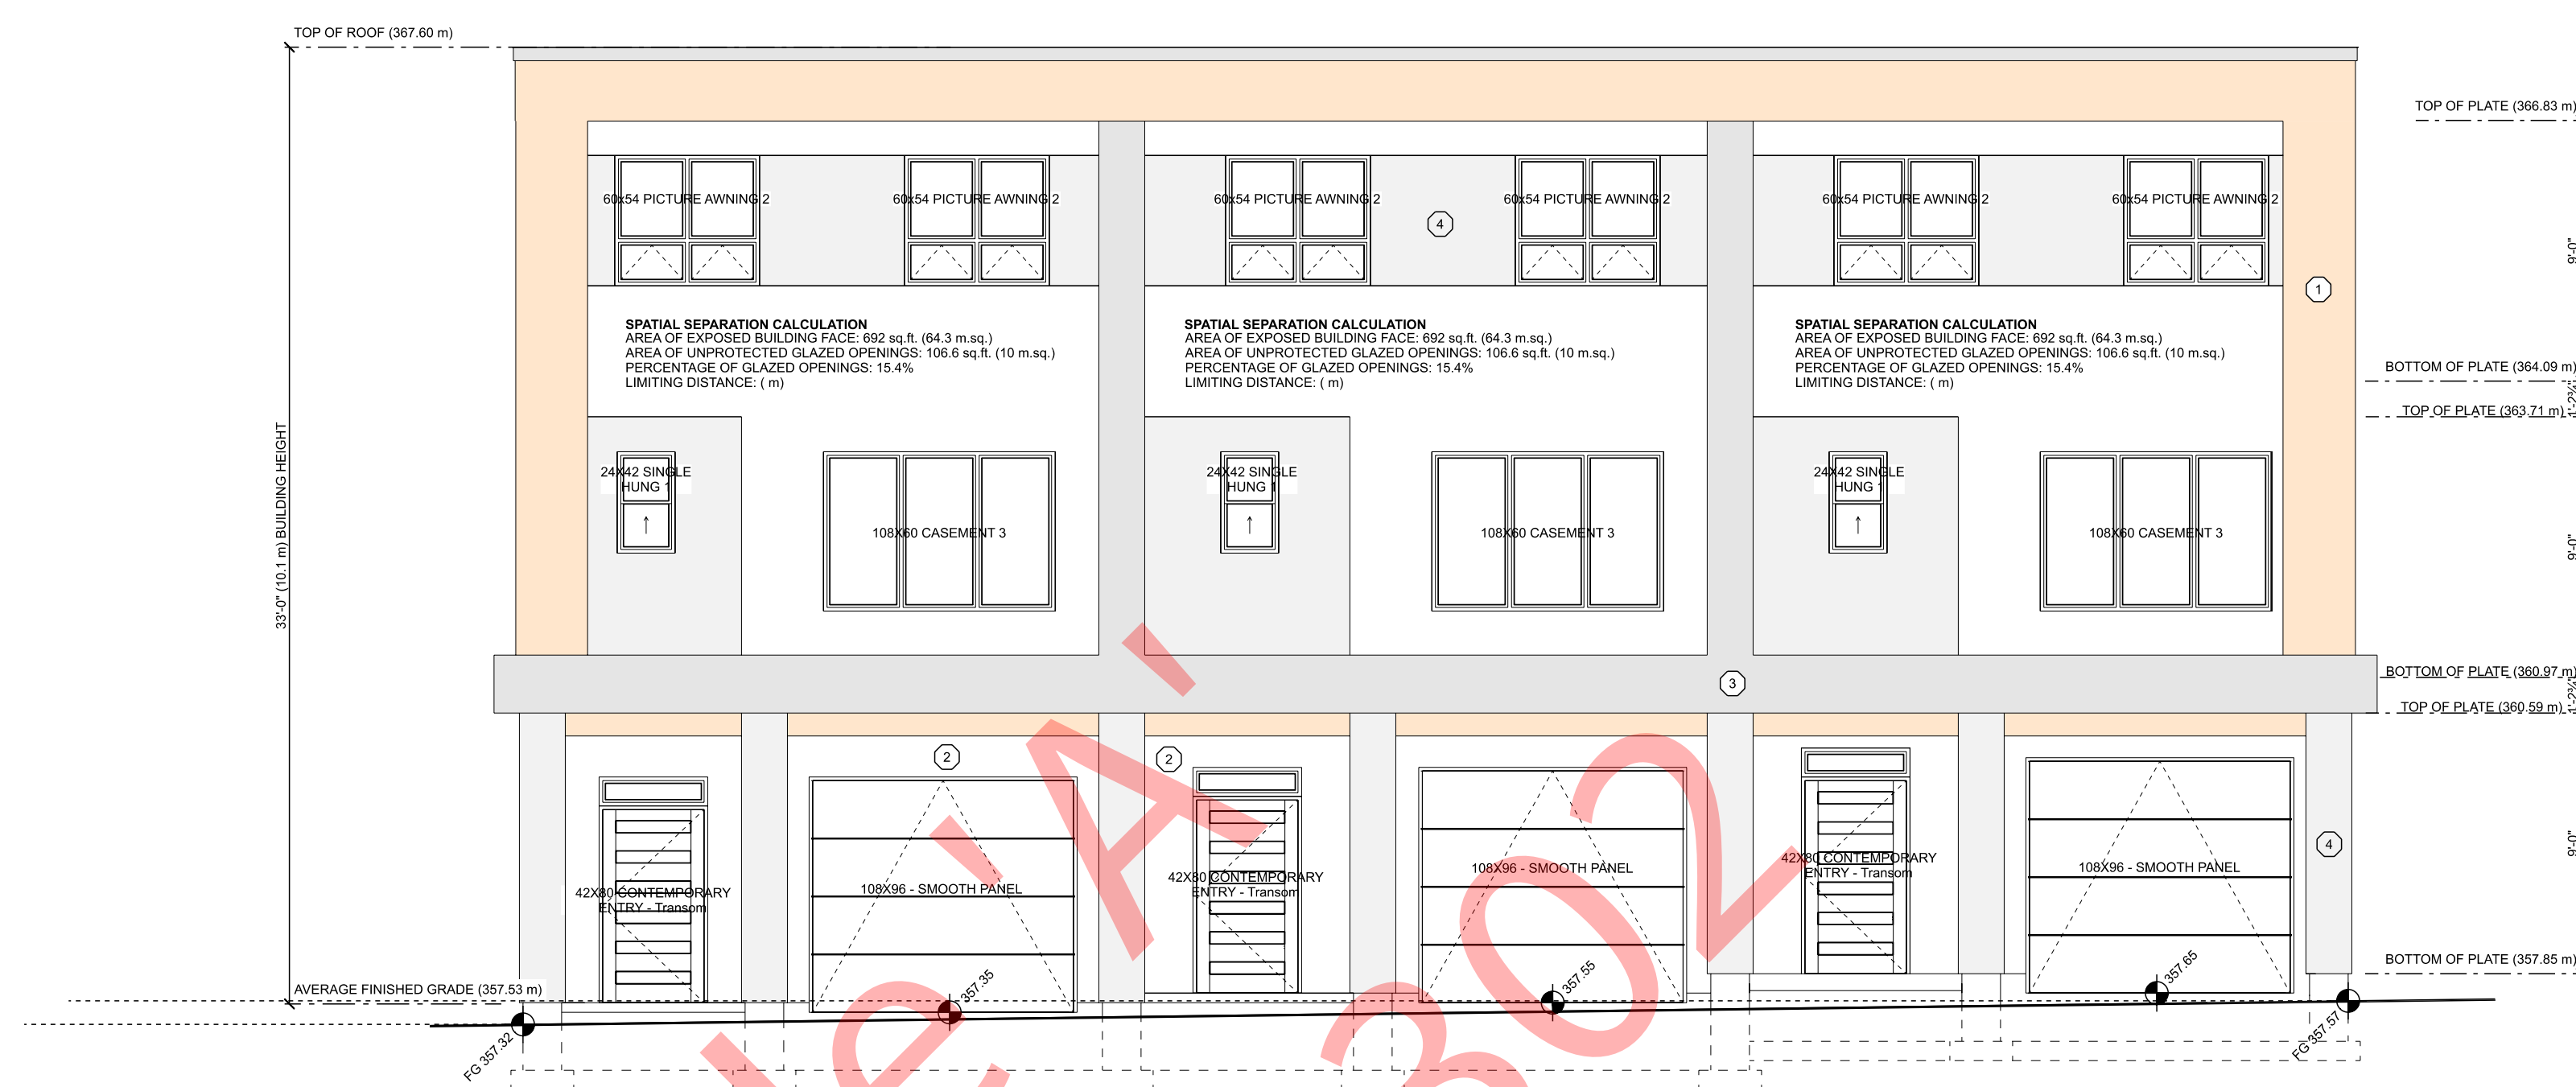 TOP OF ROOF (367.60 m)
TOP OF PLATE (366.83 m)
60x54 PICTURE AWNING 2
60x54 PICTURE AWNING 2
60x54 PICTURE AWNING 2
60x54 PICTURE AWNING 2
60x54 PICTURE AWNING 2
60x54 PICTURE AWNING 2
4
9'-0"
1
SPATIAL SEPARATION CALCULATION
AREA OF EXPOSED BUILDING FACE: 692 sq.ft. (64.3 m.sq.)
AREA OF UNPROTECTED GLAZED OPENINGS: 106.6 sq.ft. (10 m.sq.)
PERCENTAGE OF GLAZED OPENINGS: 15.4%
LIMITING DISTANCE: ( m)
SPATIAL SEPARATION CALCULATION
AREA OF EXPOSED BUILDING FACE: 692 sq.ft. (64.3 m.sq.)
AREA OF UNPROTECTED GLAZED OPENINGS: 106.6 sq.ft. (10 m.sq.)
PERCENTAGE OF GLAZED OPENINGS: 15.4%
LIMITING DISTANCE: ( m)
SPATIAL SEPARATION CALCULATION
AREA OF EXPOSED BUILDING FACE: 692 sq.ft. (64.3 m.sq.)
AREA OF UNPROTECTED GLAZED OPENINGS: 106.6 sq.ft. (10 m.sq.)
PERCENTAGE OF GLAZED OPENINGS: 15.4%
LIMITING DISTANCE: ( m)
BOTTOM OF PLATE (364.09 m)
1'-2¾"
TOP OF PLATE (363.71 m)
33'-0" (10.1 m) BUILDING HEIGHT
24X42 SINGLE
HUNG 1
108X60 CASEMENT 3
24X42 SINGLE
HUNG 1
108X60 CASEMENT 3
24X42 SINGLE
HUNG 1
108X60 CASEMENT 3
9'-0"
BOTTOM OF PLATE (360.97 m)
3
1'-2¾"
TOP OF PLATE (360.59 m)
2
2
42X80 CONTEMPORARY
ENTRY - Transom
108X96 - SMOOTH PANEL
42X80 CONTEMPORARY
ENTRY - Transom
108X96 - SMOOTH PANEL
42X80 CONTEMPORARY
ENTRY - Transom
108X96 - SMOOTH PANEL
4
9'-0"
BOTTOM OF PLATE (357.85 m)
AVERAGE FINISHED GRADE (357.53 m)
357.35
357.55
357.65
FG 357.32
FG 357.57
'A'
302